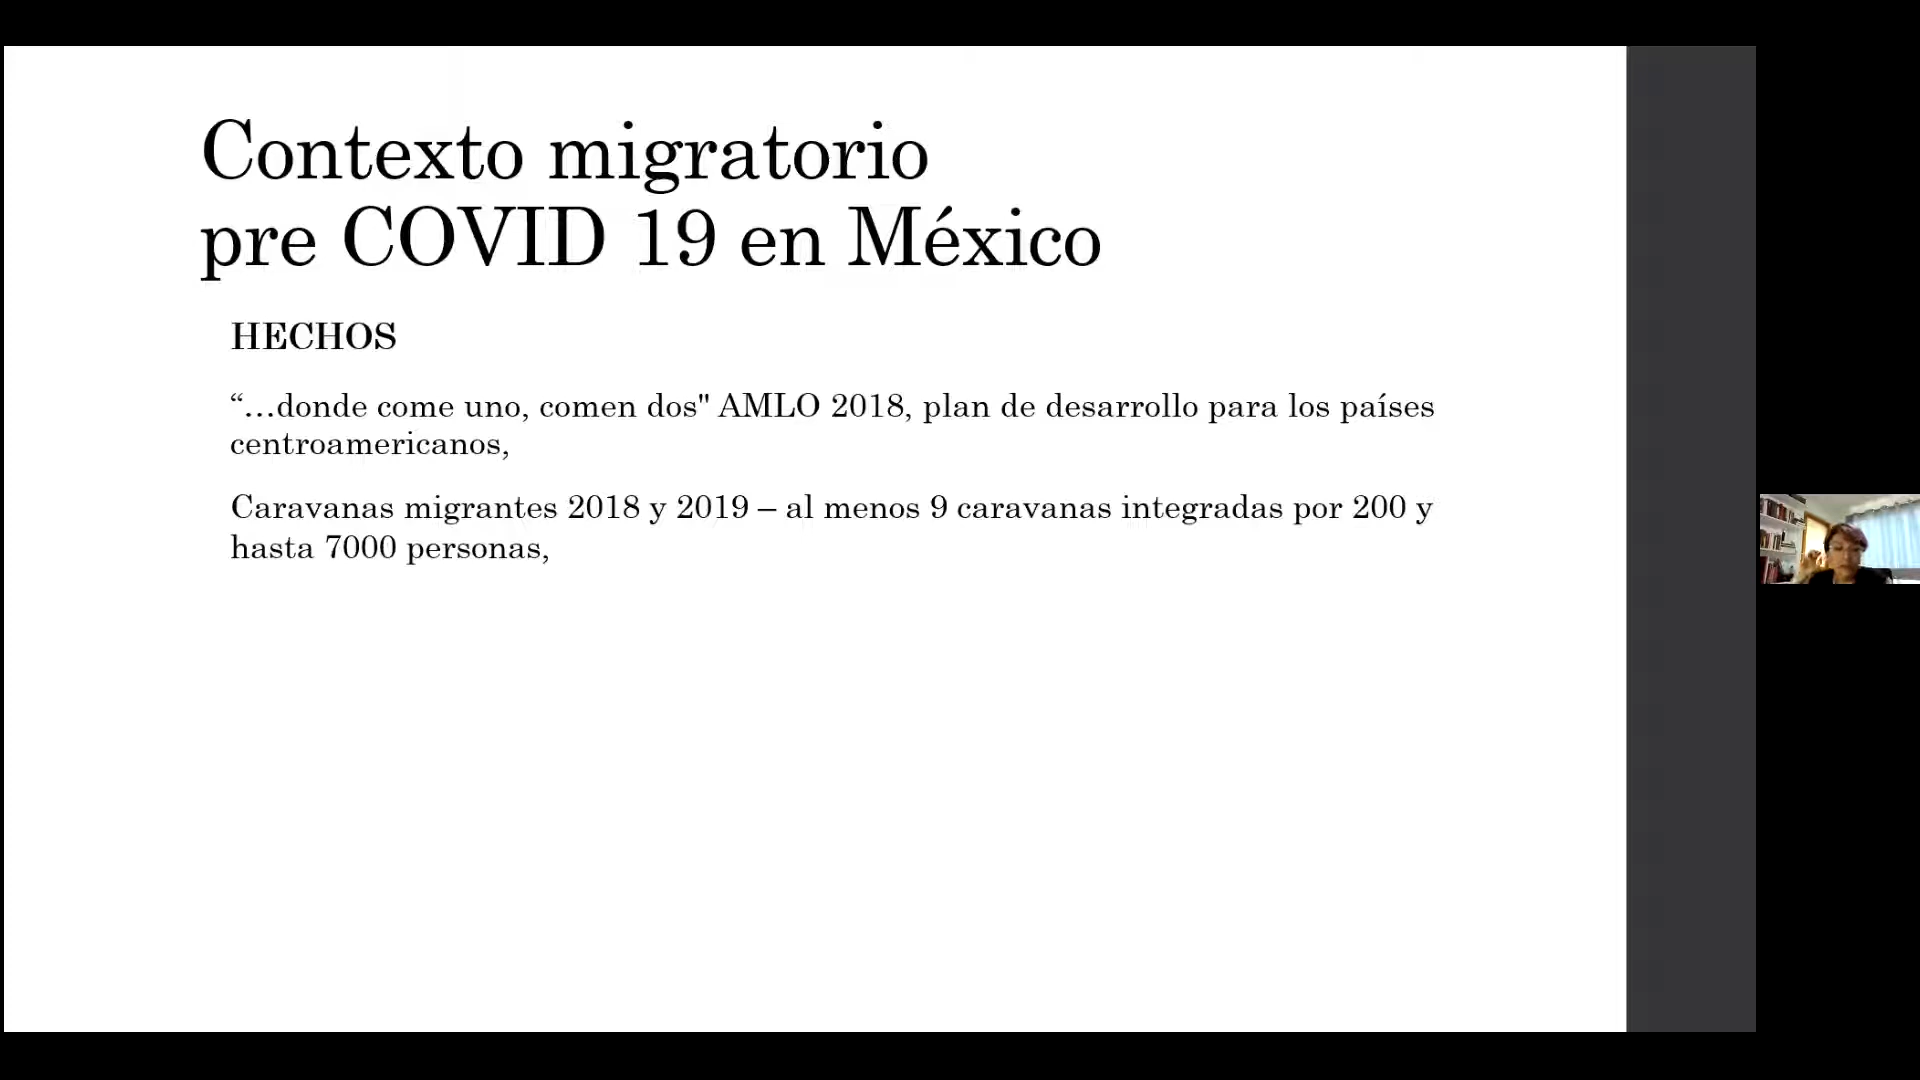 Contexto migratorio
pre COVID 19 en México
HECHOS
“…donde come uno, comen dos" AMLO 2018, plan de desarrollo para los países
centroamericanos,
Caravanas migrantes 2018 y 2019 – al menos 9 caravanas integradas por 200 y
hasta 7000 personas,